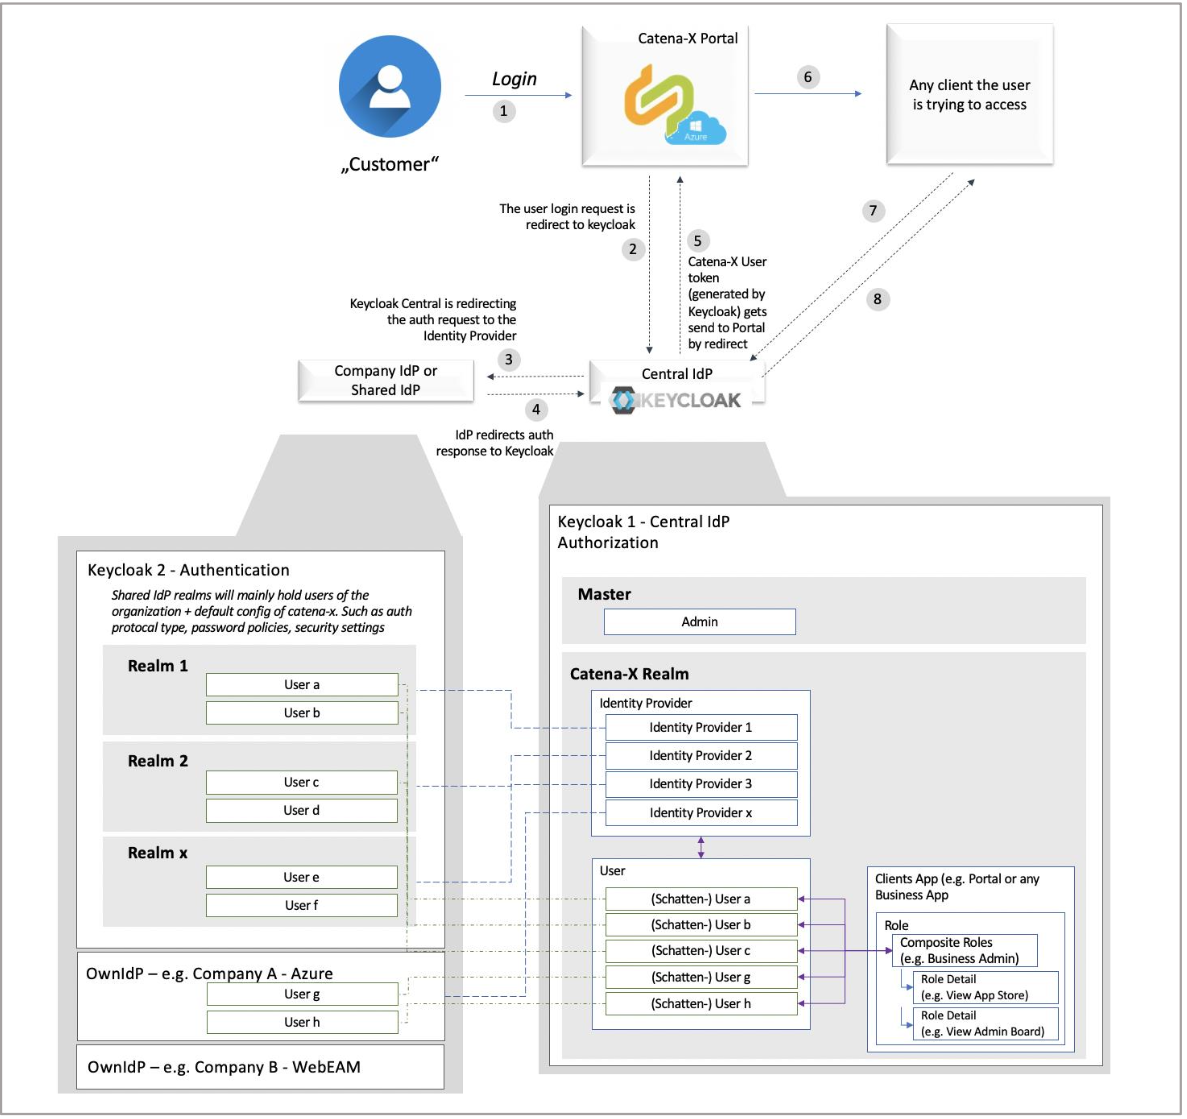 Catena-X Portal
Login
1
Azure
6
Any client the user
is trying to access
„Customer“
The user login request is
redirect to keycloak
2
5
Catena-X User
token
(generated by
Keycloak) gets
send to Portal
by redirect
7
8
Keycloak Central is redirecting
the auth request to the
Identity Provider
3
Company IdP or
Shared IdP
Central IdP
KEYCLOAK
4
IdP redirects auth
response to Keycloak
Keycloak 2 - Authentication
Shared IdP realms will mainly hold users of the
organization + default config of catena-x. Such as auth
protocal type, password policies, security settings
Realm 1
User a
User b
Realm 2
User c
User d
Realm x
User e
User f
OwnIdP – e.g. Company A - Azure
User g
User h
OwnIdP – e.g. Company B - WebEAM
Keycloak 1 - Central IdP
Authorization
Master
Admin
Catena-X Realm
Identity Provider
Identity Provider 1
Identity Provider 2
Identity Provider 3
Identity Provider x
User
(Schatten-) User a
(Schatten-) User b
(Schatten-) User c
(Schatten-) User g
(Schatten-) User h
Clients App (e.g. Portal or any
Business App
Role
Composite Roles
(e.g. Business Admin)
Role Detail
(e.g. View App Store)
Role Detail
(e.g. View Admin Board)